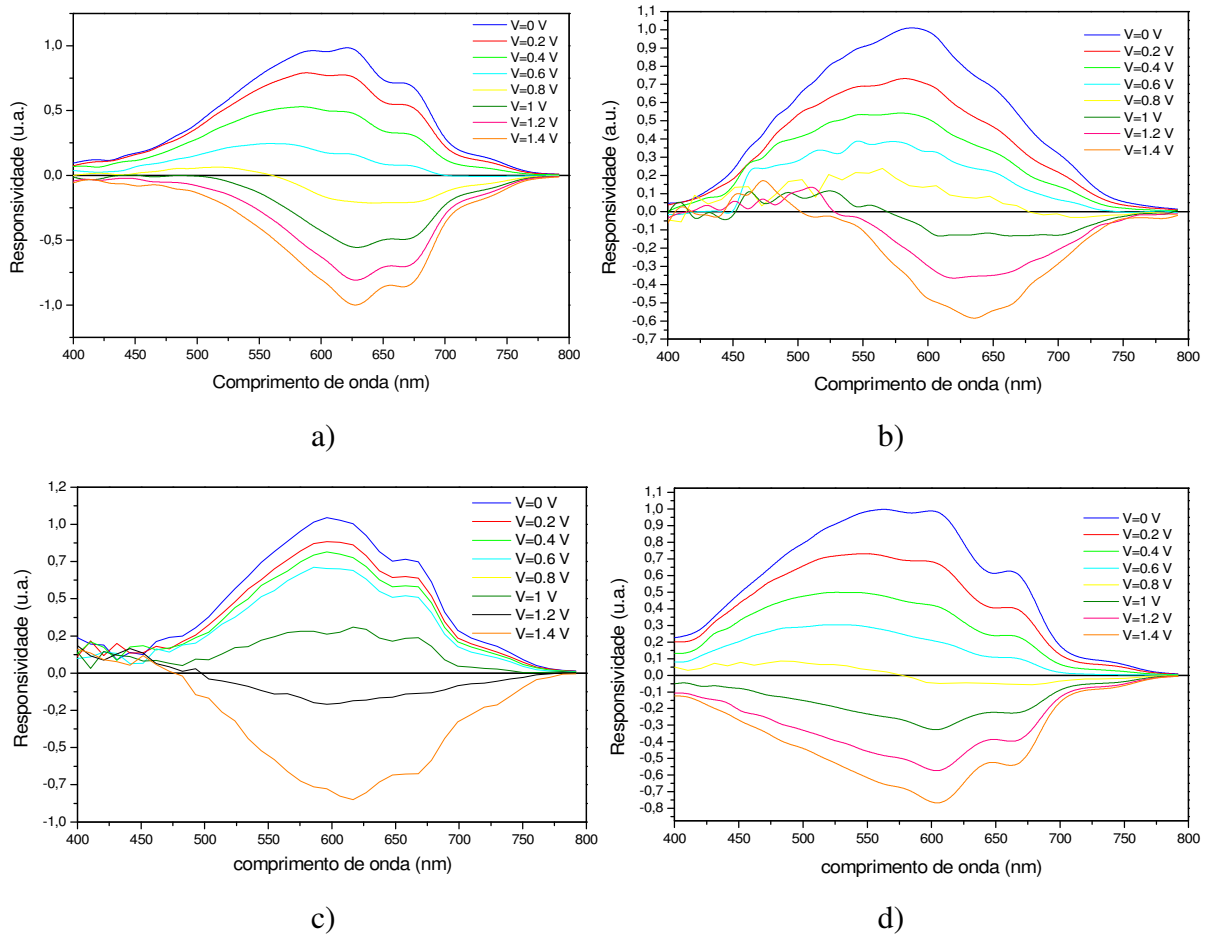 Responsividade (u.a.)
1,0
0,5
0,0
-0,5
-1,0
V=0 V
V=0.2 V
V=0.4 V
V=0.6 V
V=0.8 V
V=1 V
V=1.2 V
V=1.4 V
400 450 500 550 600 650 700 750 800
Comprimento de onda (nm)
a)
Responsividade (a.u.)
1,1
1,0
0,9
0,8
0,7
0,6
0,5
0,4
0,3
0,2
0,1
0,0
-0,1
-0,2
-0,3
-0,4
-0,5
-0,6
-0,7
V=0 V
V=0.2 V
V=0.4 V
V=0.6 V
V=0.8 V
V=1 V
V=1.2 V
V=1.4 V
400 450 500 550 600 650 700 750 800
Comprimento de onda (nm)
b)
Responsividade (u.a.)
1,2
1,0
0,7
0,5
0,2
0,0
-0,2
-0,5
-0,7
-1,0
V=0 V
V=0.2 V
V=0.4 V
V=0.6 V
V=0.8 V
V=1 V
V=1.2 V
V=1.4 V
400 450 500 550 600 650 700 750 800
comprimento de onda (nm)
c)
Responsividade (u.a.)
1,1
1,0
0,9
0,8
0,7
0,6
0,5
0,4
0,3
0,2
0,1
0,0
-0,1
-0,2
-0,3
-0,4
-0,5
-0,6
-0,7
-0,8
V=0 V
V=0.2 V
V=0.4 V
V=0.6 V
V=0.8 V
V=1 V
V=1.2 V
V=1.4 V
400 450 500 550 600 650 700 750 800
comprimento de onda (nm)
d)